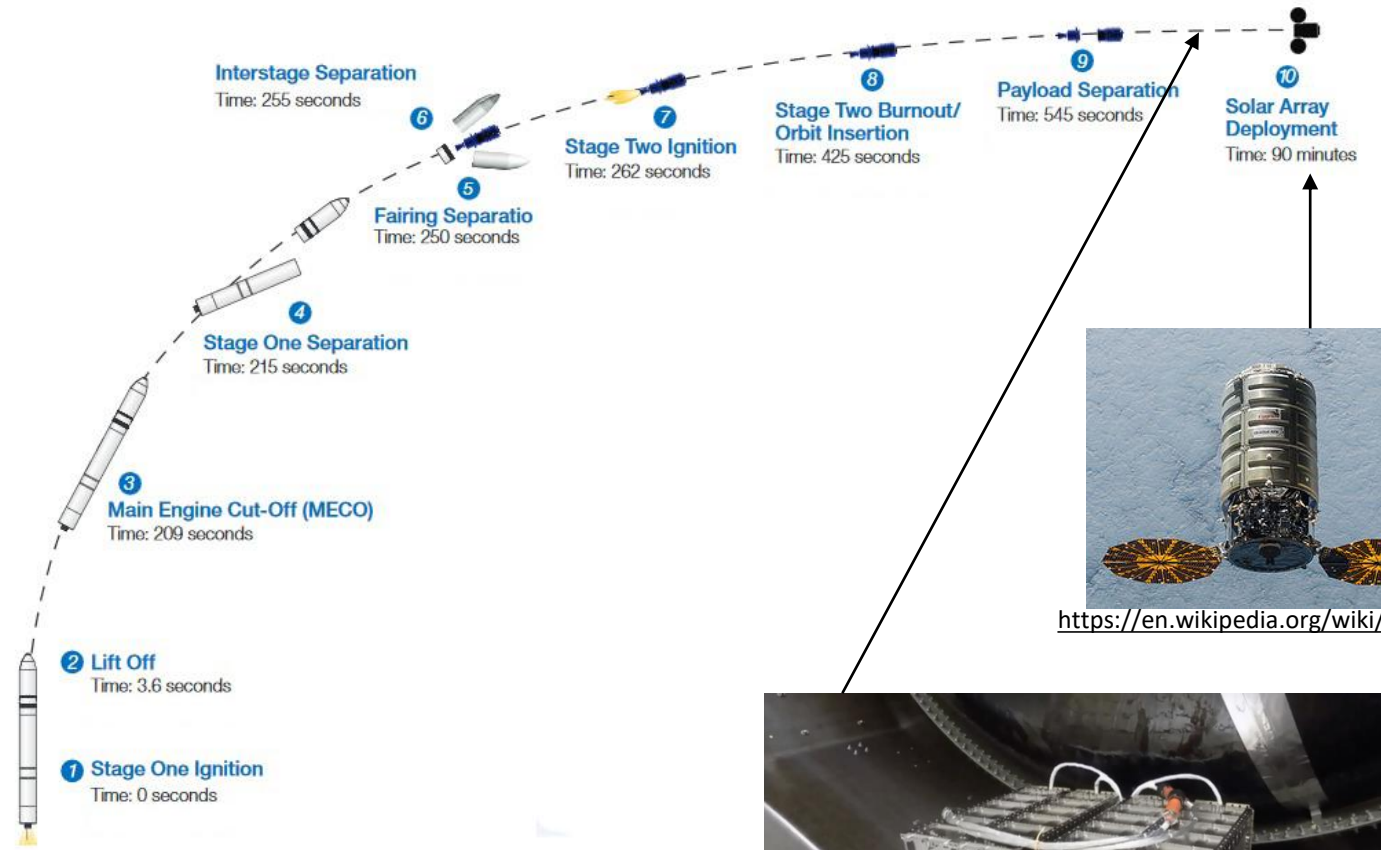 Interstage Separation
Time: 255 seconds
6
5
Fairing Separatio
Time: 250 seconds
7
Stage Two Ignition
Time: 262 seconds
8
Stage Two Burnout/
Orbit Insertion
Time: 425 seconds
9
Payload Separation
Time: 545 seconds
10
Solar Array
Deployment
Time: 90 minutes
4
Stage One Separation
Time: 215 seconds
3
Main Engine Cut-Off (MECO)
Time: 209 seconds
https://en.wikipedia.org/wiki/
2 Lift Off
Time: 3.6 seconds
1 Stage One Ignition
Time: 0 seconds